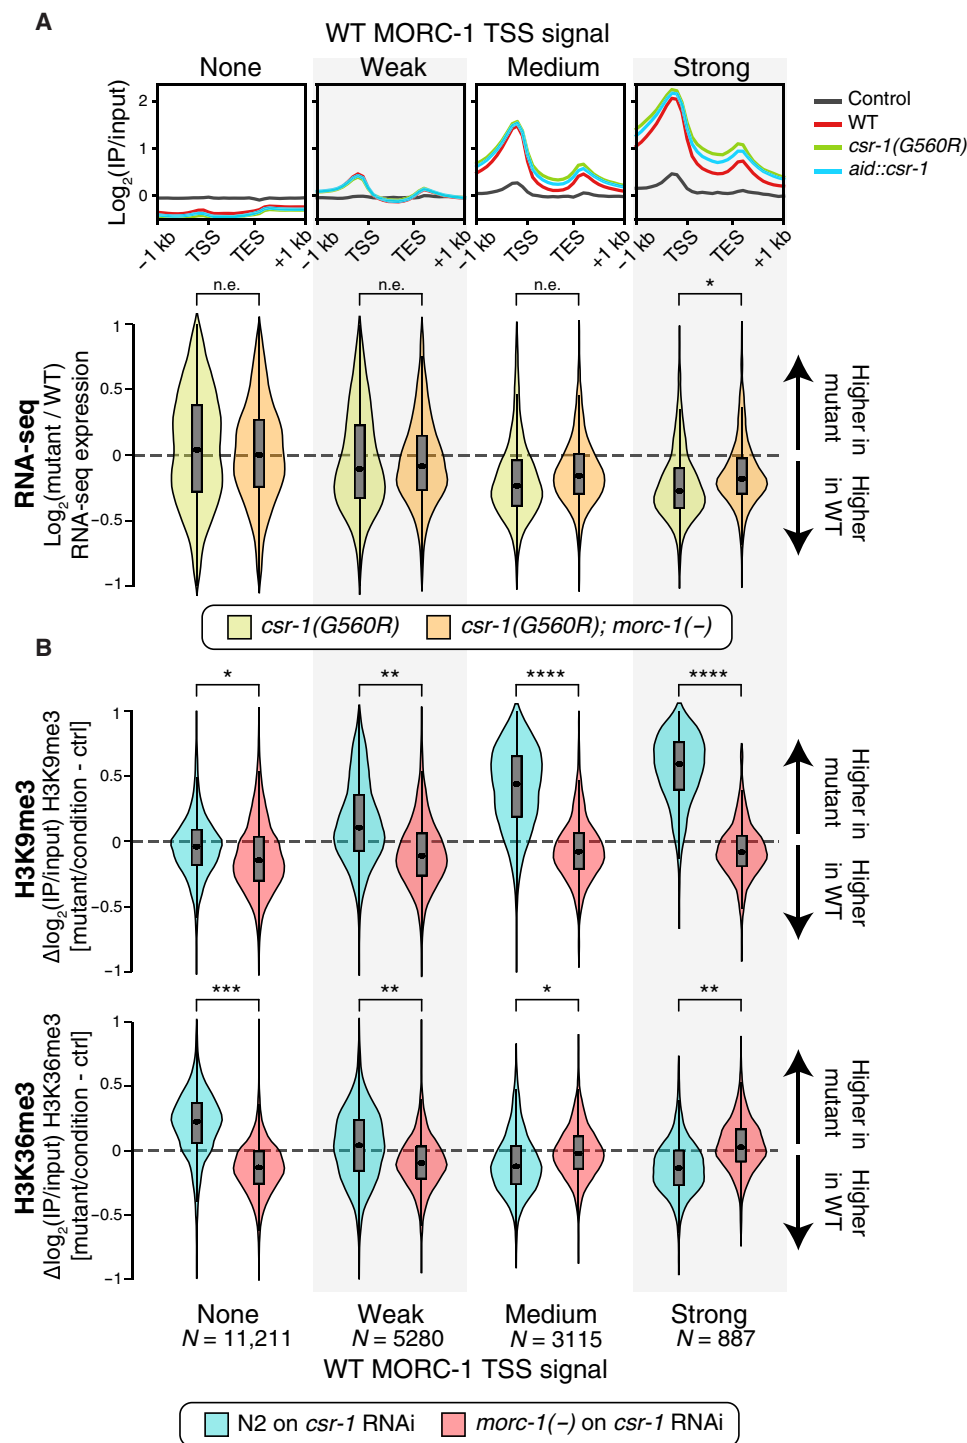 A
WT MORC-1 TSS signal
None Weak Medium Strong
Log2(IP/input)
2
1
0
−1 kb TSS TES +1 kb
−1 kb TSS TES +1 kb
−1 kb TSS TES +1 kb
−1 kb TSS TES +1 kb
Control
WT
csr-1(G560R)
aid::csr-1
n.e. n.e. n.e. *
RNA-seq
Log2(mutant / WT)
RNA-seq expression
1
0.5
0
−0.5
−1
Higher in
mutant
Higher
in WT
csr-1(G560R) csr-1(G560R); morc-1(−)
B
* ** **** ****
H3K9me3
Δlog2(IP/input) H3K9me3
[mutant/condition - ctrl]
1
0.5
0
−0.5
−1
Higher in
mutant
Higher
in WT
*** ** * **
H3K36me3
Δlog2(IP/input) H3K36me3
[mutant/condition - ctrl]
1
0.5
0
−0.5
−1
Higher in
mutant
Higher
in WT
None Weak Medium Strong
N = 11,211 N = 5280 N = 3115 N = 887
WT MORC-1 TSS signal
N2 on csr-1 RNAi morc-1(−) on csr-1 RNAi